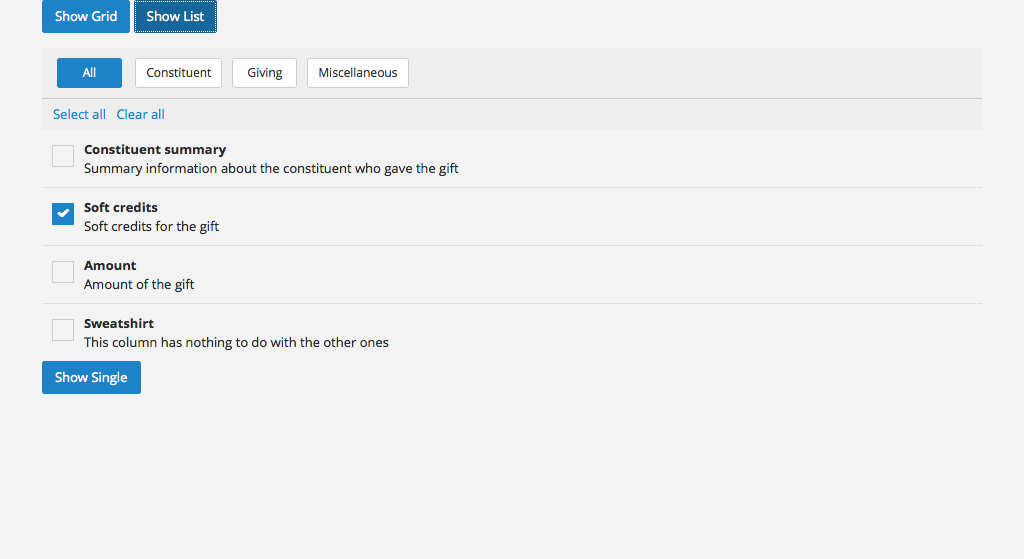 Show Grid Show List
All Constituent Giving Miscellaneous
Select all Clear all
Constituent summary
Summary information about the constituent who gave the gift
Soft credits
Soft credits for the gift
Amount
Amount of the gift
Sweatshirt
This column has nothing to do with the other ones
Show Single